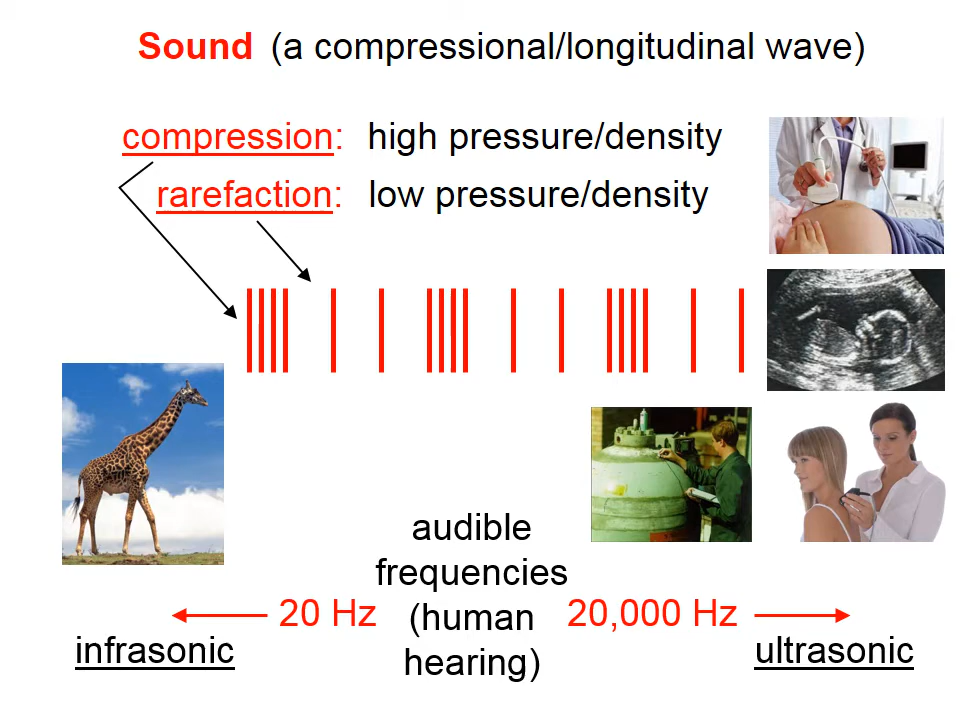 Sound (a compressional/longitudinal wave)
compression: high pressure/density
rarefaction: low pressure/density
audible
frequencies
20 Hz (human 20,000 Hz
infrasonic hearing) ultrasonic